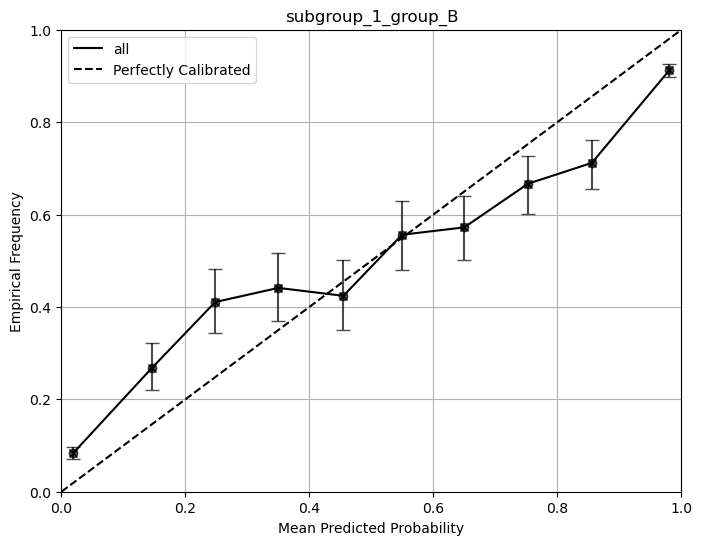 subgroup_1_group_B
all
Perfectly Calibrated
1.0
0.8
0.6
0.4
0.2
0.0
Empirical Frequency
0.0 0.2 0.4 0.6 0.8 1.0
Mean Predicted Probability